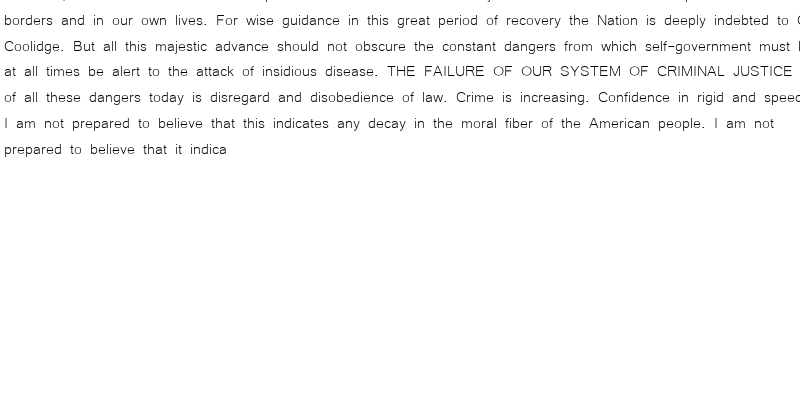 borders and in our own lives. For wise guidance in this great period of recovery the Nation is deeply indebted to
Coolidge. But all this majestic advance should not obscure the constant dangers from which self-government must
at all times be alert to the attack of insidious disease. THE FAILURE OF OUR SYSTEM OF CRIMINAL JUSTICE
of all these dangers today is disregard and disobedience of law. Crime is increasing. Confidence in rigid and speed
I am not prepared to believe that this indicates any decay in the moral fiber of the American people. I am not
prepared to believe that it indica